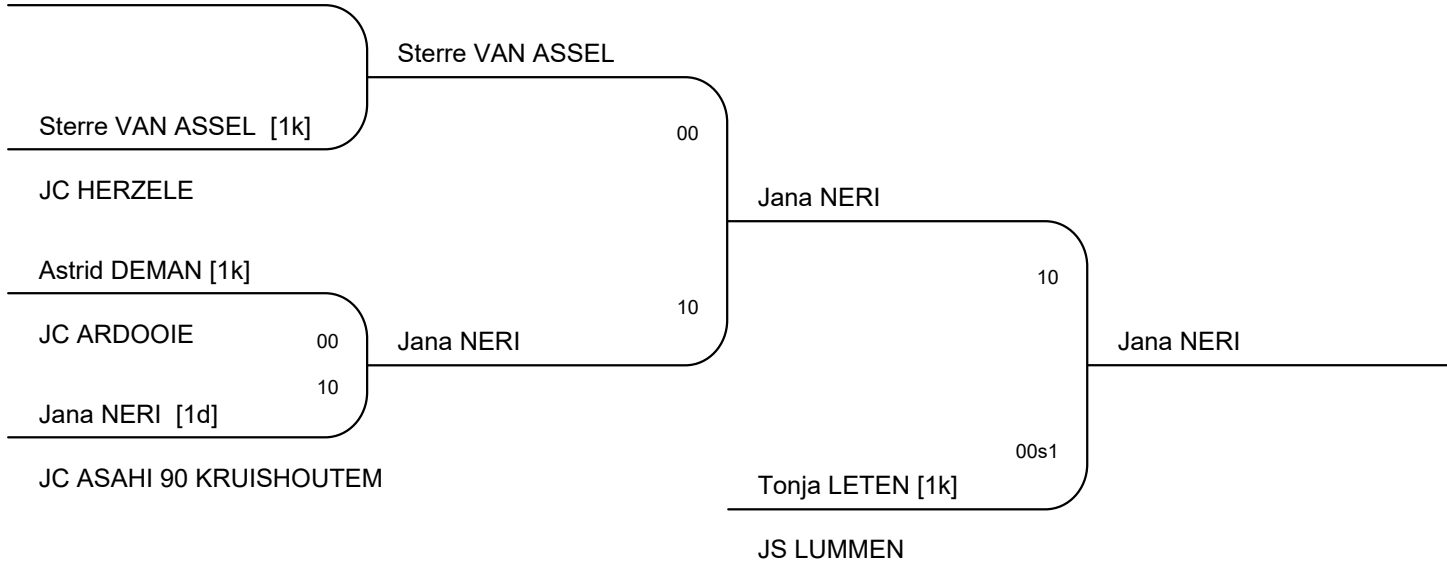 Sterre VAN ASSEL
Sterre VAN ASSEL  [1k]
00
JC HERZELE
Jana NERI
Astrid DEMAN [1k]
10
10
JC ARDOOIE
00
Jana NERI
Jana NERI
10
Jana NERI  [1d]
00s1
JC ASAHI 90 KRUISHOUTEM
Tonja LETEN [1k]
JS LUMMEN